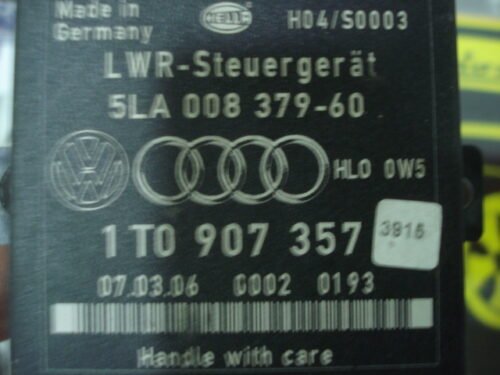 Made in
Germany
HELLA
H04/S0003
LWR-Steuergerät
5LA 008 379-60
HLO 0W5
1T0 907 357
3915
07.03.06 0002 0193
Handle with care